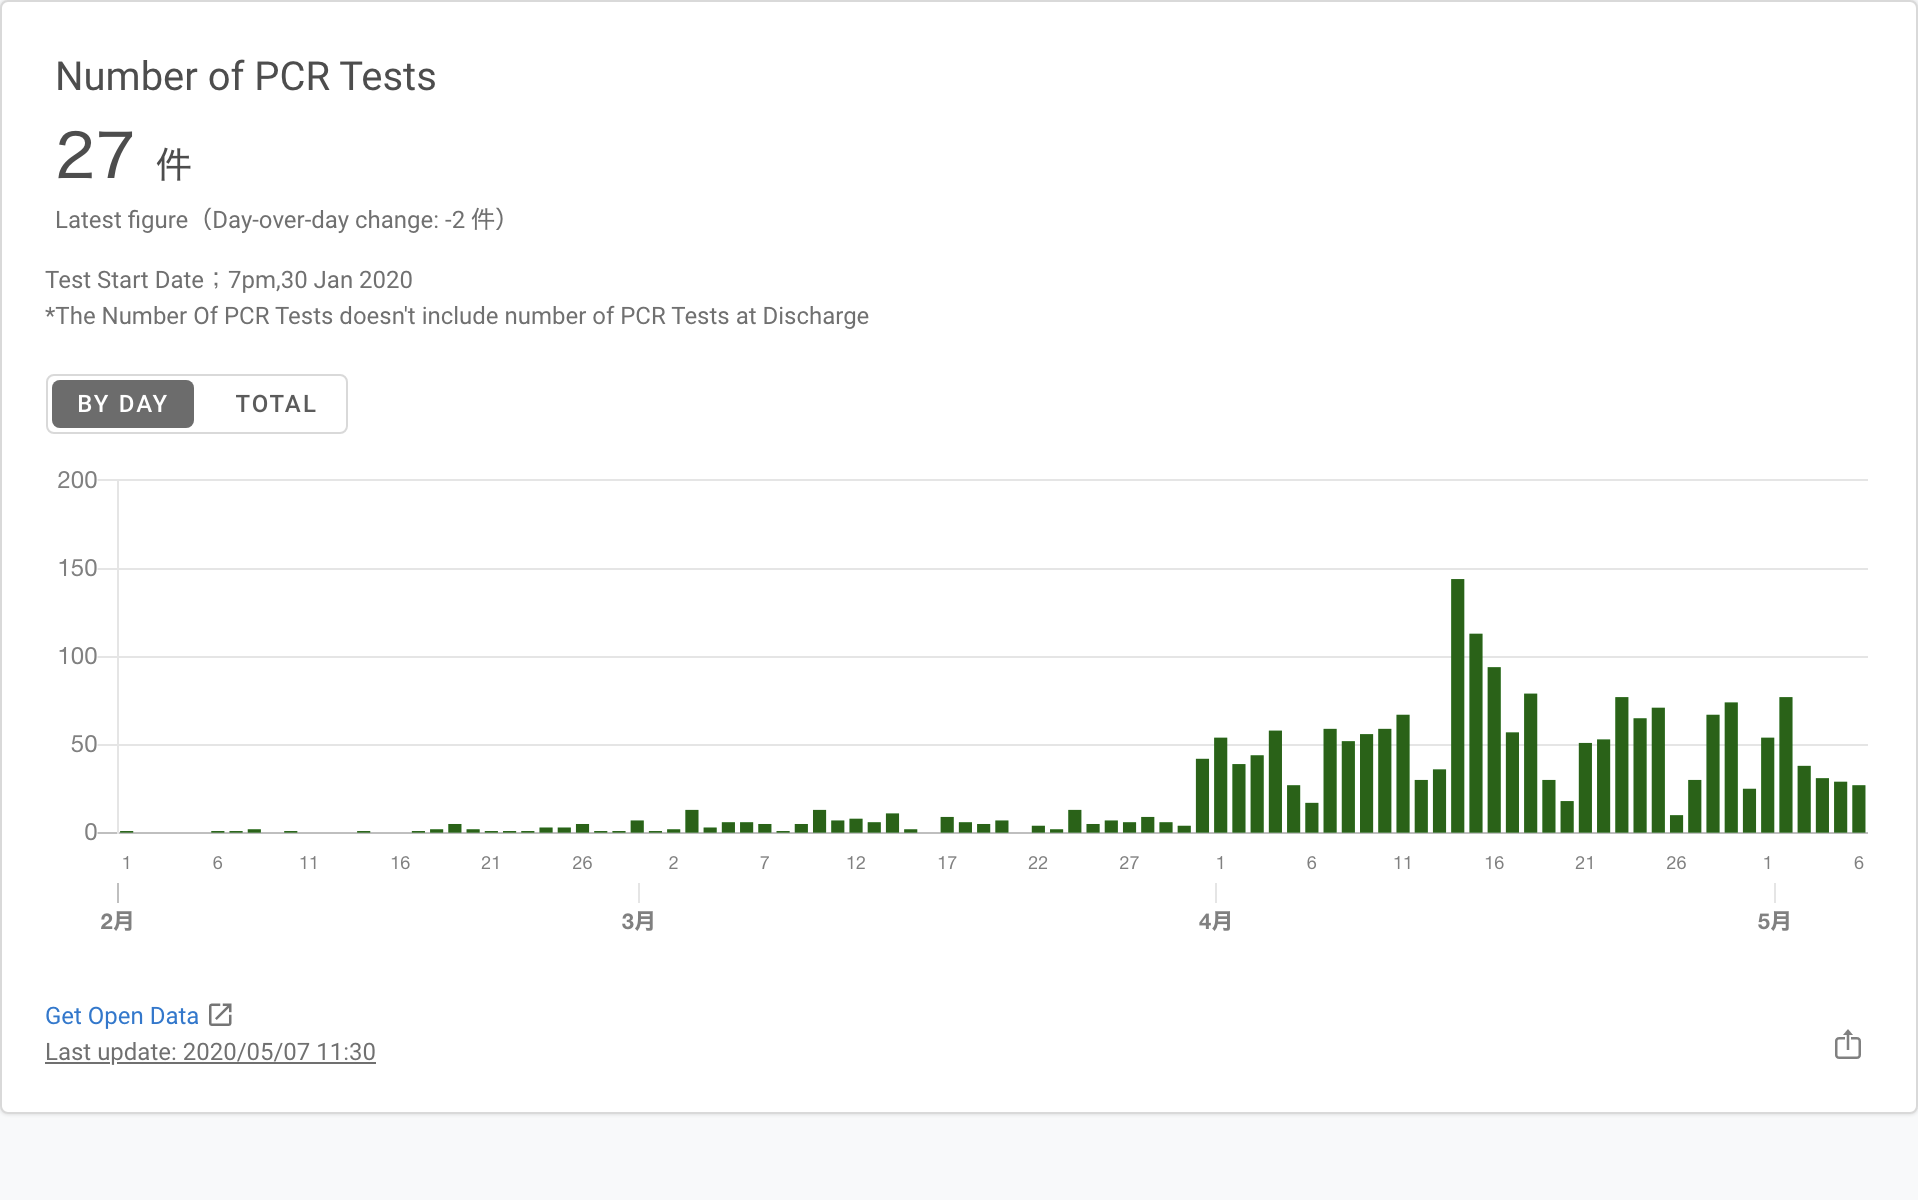 Number of PCR Tests
27 件
Latest figure（Day-over-day change: -2 件）
Test Start Date；7pm,30 Jan 2020
*The Number Of PCR Tests doesn't include number of PCR Tests at Discharge
BY DAY TOTAL
200
150
100
50
0
1 6 11 16 21 26 2 7 12 17 22 27 1 6 11 16 21 26 1 6
2月 3月 4月 5月
Get Open Data
Last update: 2020/05/07 11:30